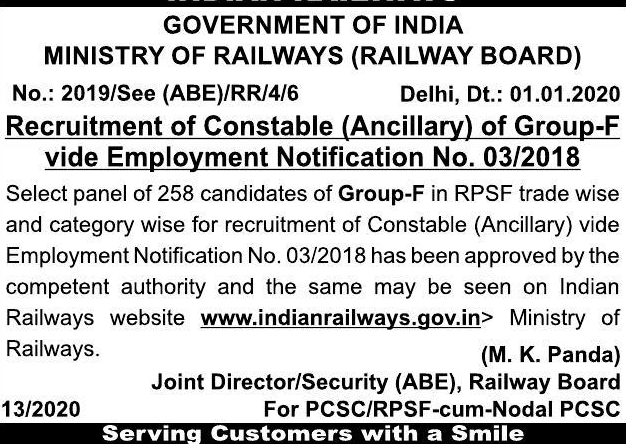 GOVERNMENT OF INDIA
MINISTRY OF RAILWAYS (RAILWAY BOARD)
No.: 2019/See (ABE)/RR/4/6 Delhi, Dt.: 01.01.2020
Recruitment of Constable (Ancillary) of Group-F
vide Employment Notification No. 03/2018
Select panel of 258 candidates of Group-F in RPSF trade wise
and category wise for recruitment of Constable (Ancillary) vide
Employment Notification No. 03/2018 has been approved by the
competent authority and the same may be seen on Indian
Railways website www.indianrailways.gov.in> Ministry of
Railways.
(M. K. Panda)
Joint Director/Security (ABE), Railway Board
13/2020 For PCSC/RPSF-cum-Nodal PCSC
Serving Customers with a Smile